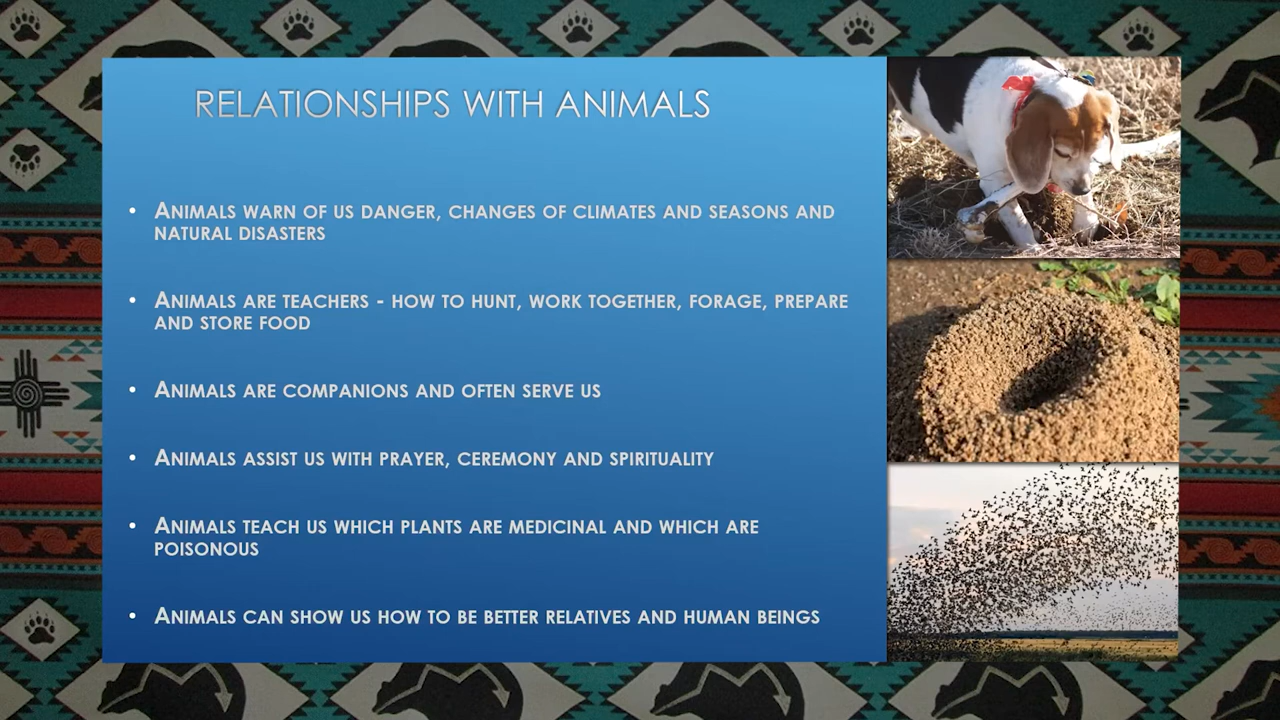 RELATIONSHIPS WITH ANIMALS
• ANIMALS WARN OF US DANGER, CHANGES OF CLIMATES AND SEASONS AND
NATURAL DISASTERS
• ANIMALS ARE TEACHERS - HOW TO HUNT, WORK TOGETHER, FORAGE, PREPARE
AND STORE FOOD
• ANIMALS ARE COMPANIONS AND OFTEN SERVE US
• ANIMALS ASSIST US WITH PRAYER, CEREMONY AND SPIRITUALITY
• ANIMALS TEACH US WHICH PLANTS ARE MEDICINAL AND WHICH ARE
POISONOUS
• ANIMALS CAN SHOW US HOW TO BE BETTER RELATIVES AND HUMAN BEINGS